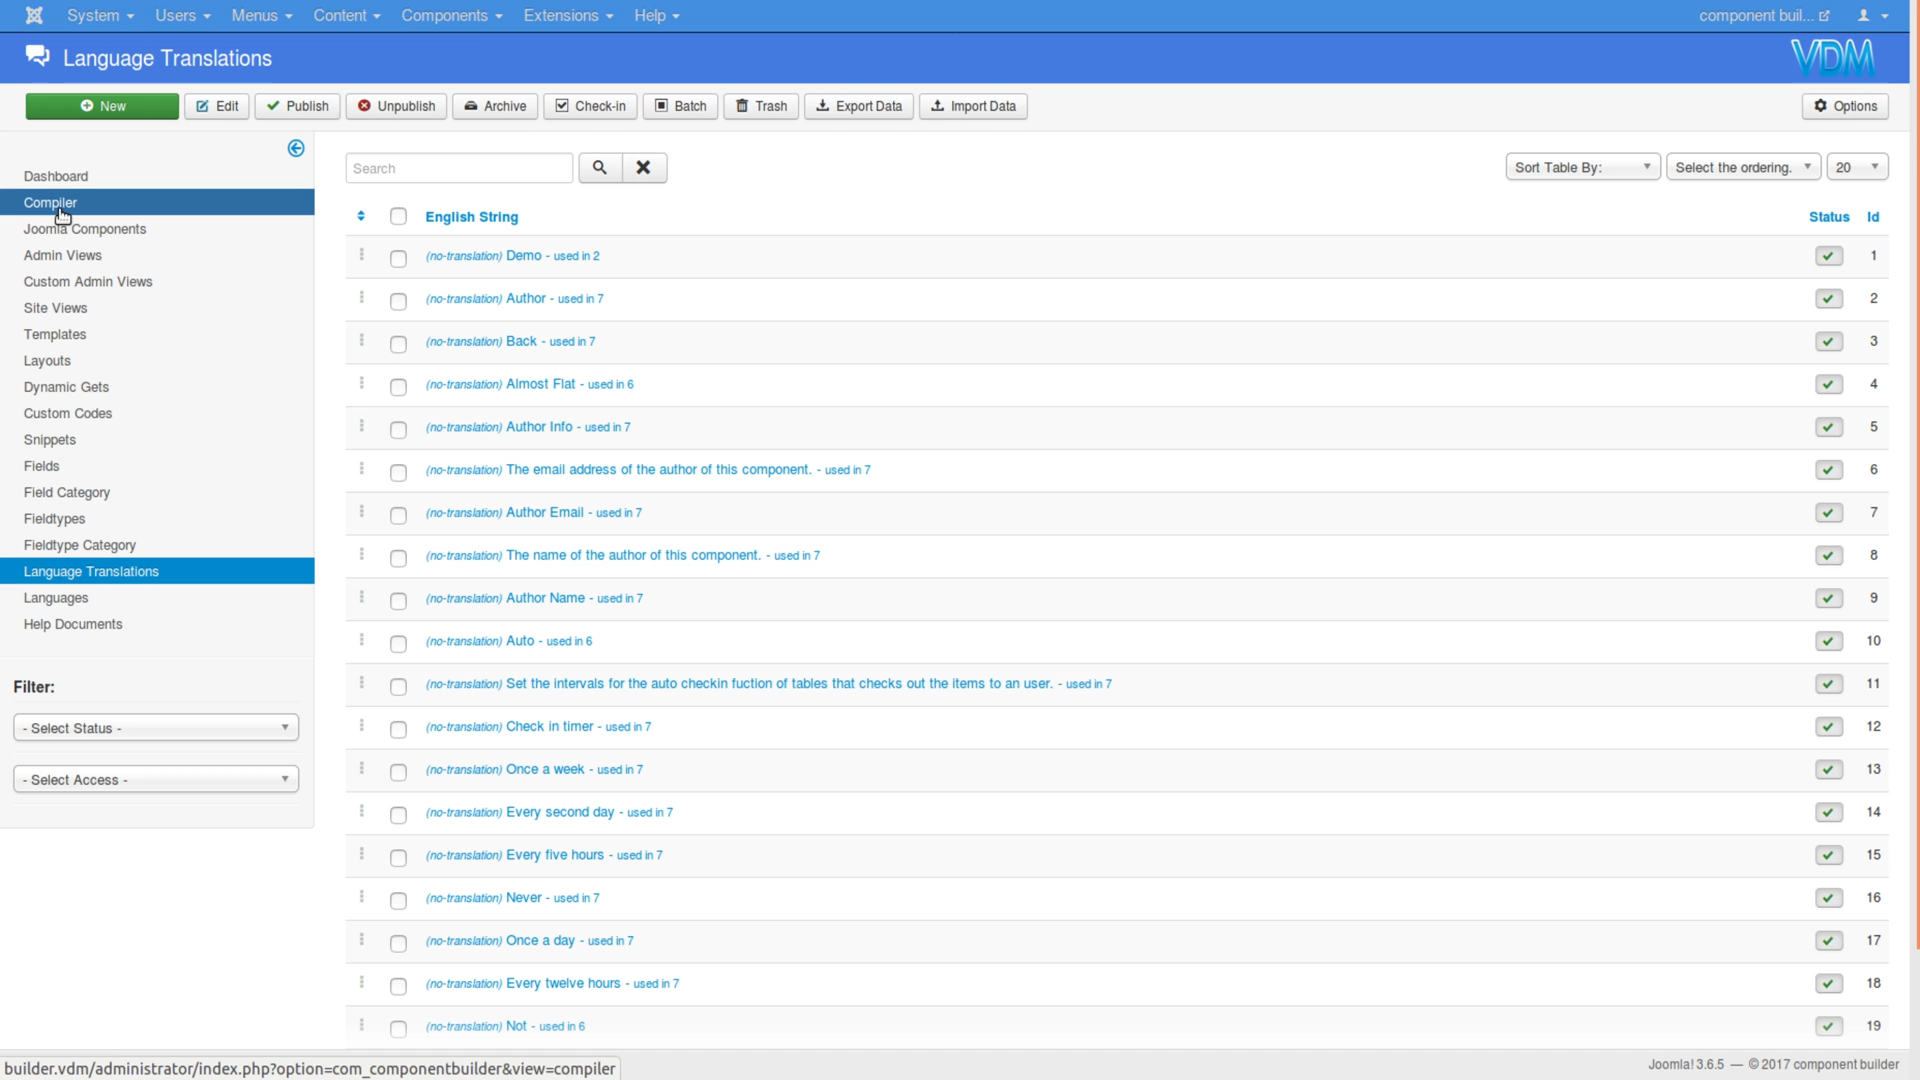 System Users Menus Content Components Extensions Help component buil...
Language Translations VDM
New Edit Publish Unpublish Archive Check-in Batch Trash Export Data Import Data Options
Dashboard
Compiler
Joomla Components
Admin Views
Custom Admin Views
Site Views
Templates
Layouts
Dynamic Gets
Custom Codes
Snippets
Fields
Field Category
Fieldtypes
Fieldtype Category
Language Translations
Languages
Help Documents
Filter:
- Select Status -
- Select Access -
Search Sort Table By: Select the ordering. 20
English String Status Id
(no-translation) Demo - used in 2 1
(no-translation) Author - used in 7 2
(no-translation) Back - used in 7 3
(no-translation) Almost Flat - used in 6 4
(no-translation) Author Info - used in 7 5
(no-translation) The email address of the author of this component. - used in 7 6
(no-translation) Author Email - used in 7 7
(no-translation) The name of the author of this component. - used in 7 8
(no-translation) Author Name - used in 7 9
(no-translation) Auto - used in 6 10
(no-translation) Set the intervals for the auto checkin fuction of tables that checks out the items to an user. - used in 7 11
(no-translation) Check in timer - used in 7 12
(no-translation) Once a week - used in 7 13
(no-translation) Every second day - used in 7 14
(no-translation) Every five hours - used in 7 15
(no-translation) Never - used in 7 16
(no-translation) Once a day - used in 7 17
(no-translation) Every twelve hours - used in 7 18
(no-translation) Not - used in 6 19
builder.vdm/administrator/index.php?option=com_componentbuilder&view=compiler
Joomla! 3.6.5 — © 2017 component builder